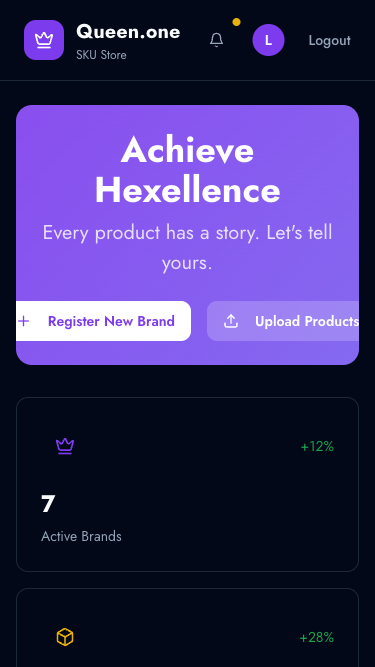 Queen.one
SKU Store
L
Logout
Achieve
Hexellence
Every product has a story. Let's tell
yours.
Register New Brand
Upload Products
+12%
7
Active Brands
+28%